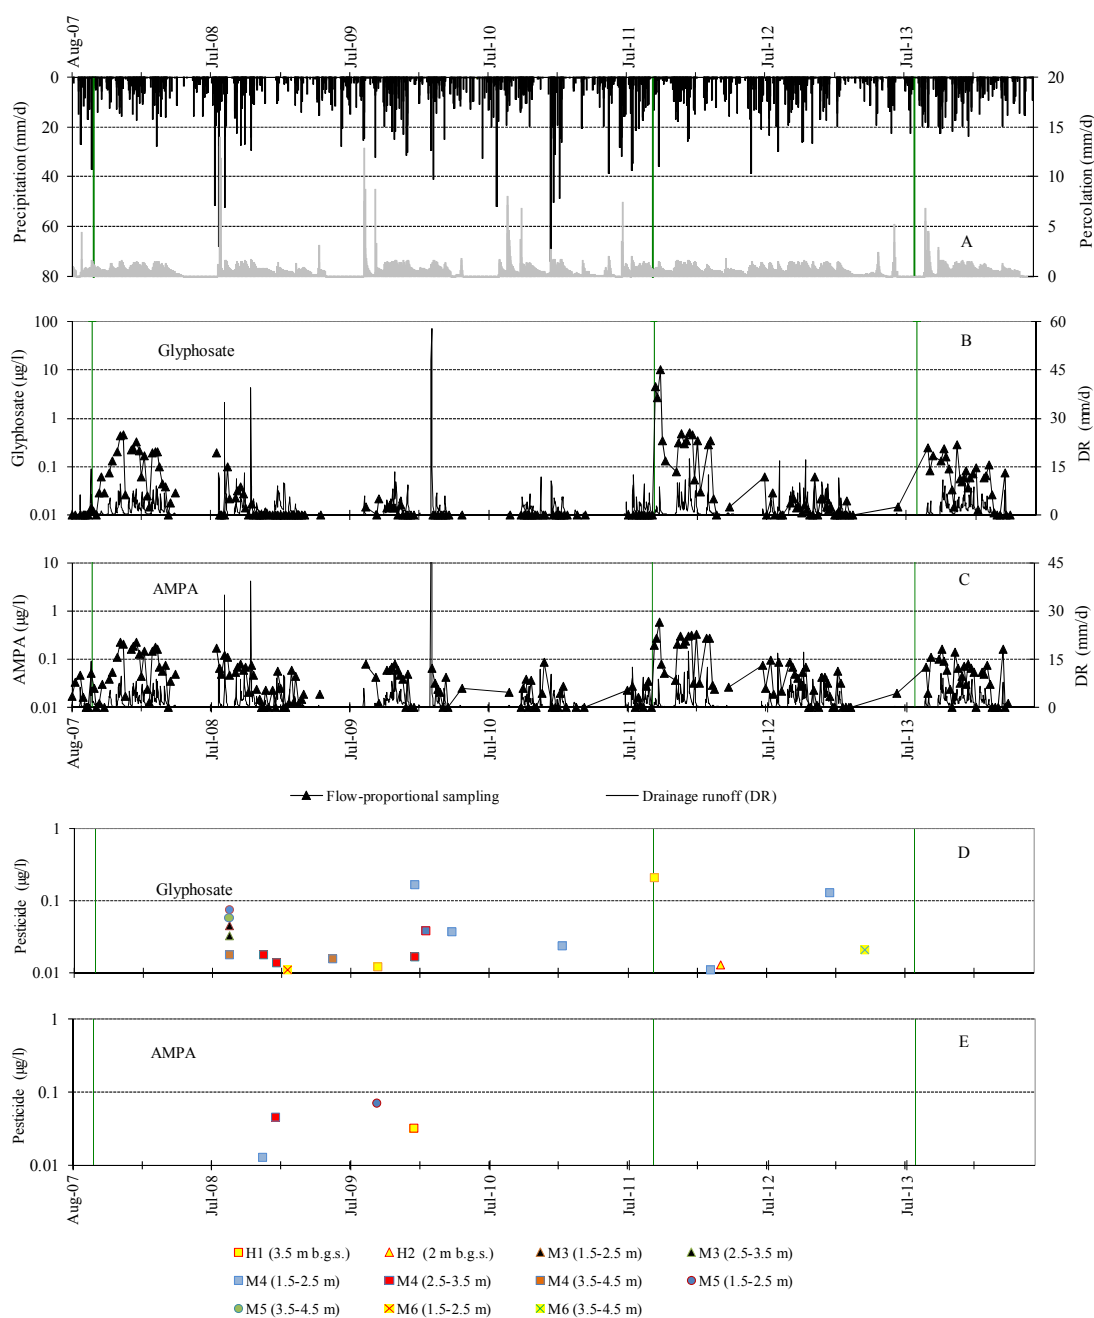 Aug-07 Jul-08 Jul-09 Jul-10 Jul-11 Jul-12 Jul-13
Precipitation (mm/d)
0
20
40
60
80
A
20
15
10
5
0
Percolation (mm/d)
Glyphosate (µg/l)
100
10
1
0.1
0.01
Glyphosate
B
60
45
30
15
0
DR (mm/d)
AMPA (µg/l)
10
1
0.1
0.01
AMPA
C
45
30
15
0
DR (mm/d)
Aug-07 Jul-08 Jul-09 Jul-10 Jul-11 Jul-12 Jul-13
Flow-proportional sampling Drainage runoff (DR)
Pesticide (µg/l)
1
0.1
0.01
Glyphosate
D
Pesticide (µg/l)
1
0.1
0.01
AMPA
E
Aug-07 Jul-08 Jul-09 Jul-10 Jul-11 Jul-12 Jul-13
H1 (3.5 m b.g.s.) H2 (2 m b.g.s.) M3 (1.5-2.5 m) M3 (2.5-3.5 m)
M4 (1.5-2.5 m) M4 (2.5-3.5 m) M4 (3.5-4.5 m) M5 (1.5-2.5 m)
M5 (3.5-4.5 m) M6 (1.5-2.5 m) M6 (3.5-4.5 m)